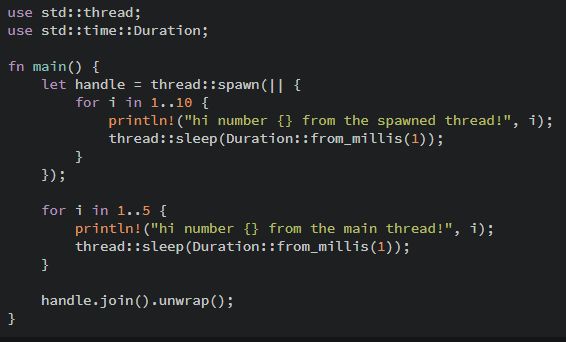 use std::thread;
use std::time::Duration;

fn main() {
    let handle = thread::spawn(|| {
        for i in 1..10 {
            println!("hi number {} from the spawned thread!", i);
            thread::sleep(Duration::from_millis(1));
        }
    });

    for i in 1..5 {
        println!("hi number {} from the main thread!", i);
        thread::sleep(Duration::from_millis(1));
    }

    handle.join().unwrap();
}